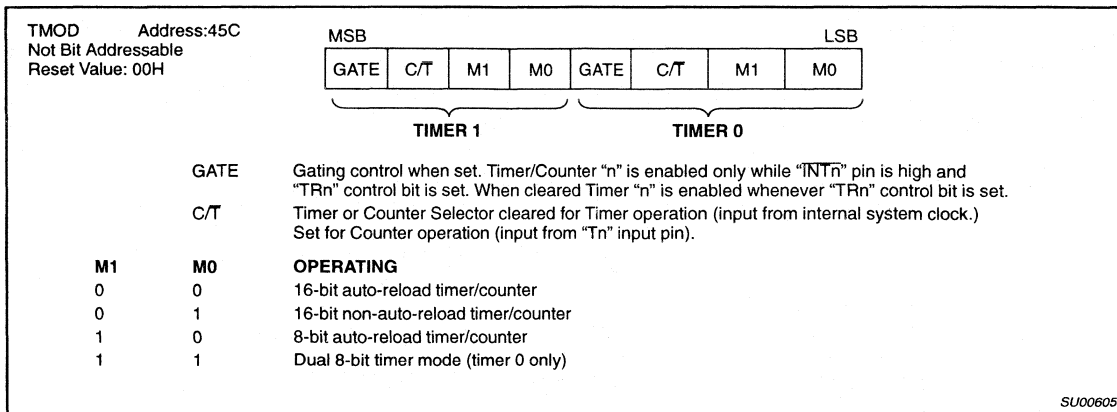 TMOD Address:45C
Not Bit Addressable
Reset Value: 00H
MSB LSB
GATE C/T̅ M1 M0 GATE C/T̅ M1 M0
TIMER 1 TIMER 0
GATE Gating control when set. Timer/Counter “n” is enabled only while “I̅N̅T̅n̅” pin is high and
“TRn” control bit is set. When cleared Timer “n” is enabled whenever “TRn” control bit is set.
C/T̅ Timer or Counter Selector cleared for Timer operation (input from internal system clock.)
Set for Counter operation (input from “Tn” input pin).
M1 M0 OPERATING
0 0 16-bit auto-reload timer/counter
0 1 16-bit non-auto-reload timer/counter
1 0 8-bit auto-reload timer/counter
1 1 Dual 8-bit timer mode (timer 0 only)
SU00605